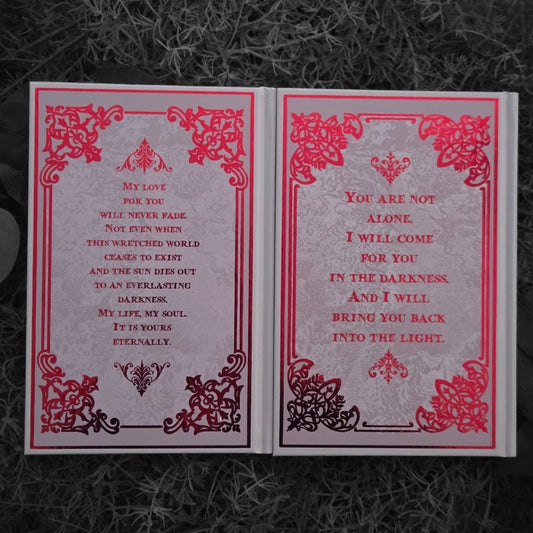 My love
for you
will never fade.
Not even when
this wretched world
ceases to exist
and the sun dies out
to an everlasting
darkness.
My life, my soul.
It is yours
eternally.
You are not
alone.
I will come
for you
in the darkness.
And I will
bring you back
into the light.